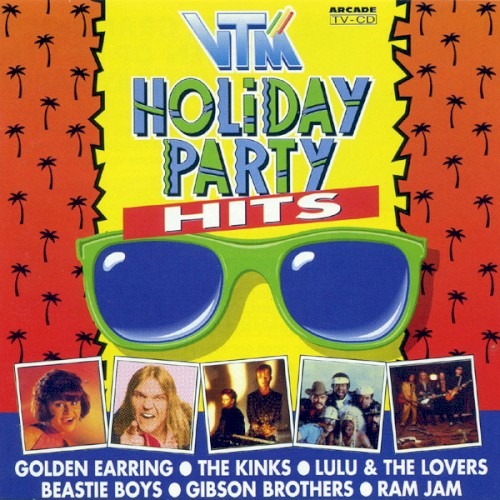 VTM
ARCADE
TV-CD
HOLiDAY
PARTY
HITS
GOLDEN EARRING ● THE KINKS ● LULU & THE LOVERS
BEASTIE BOYS ● GIBSON BROTHERS ● RAM JAM